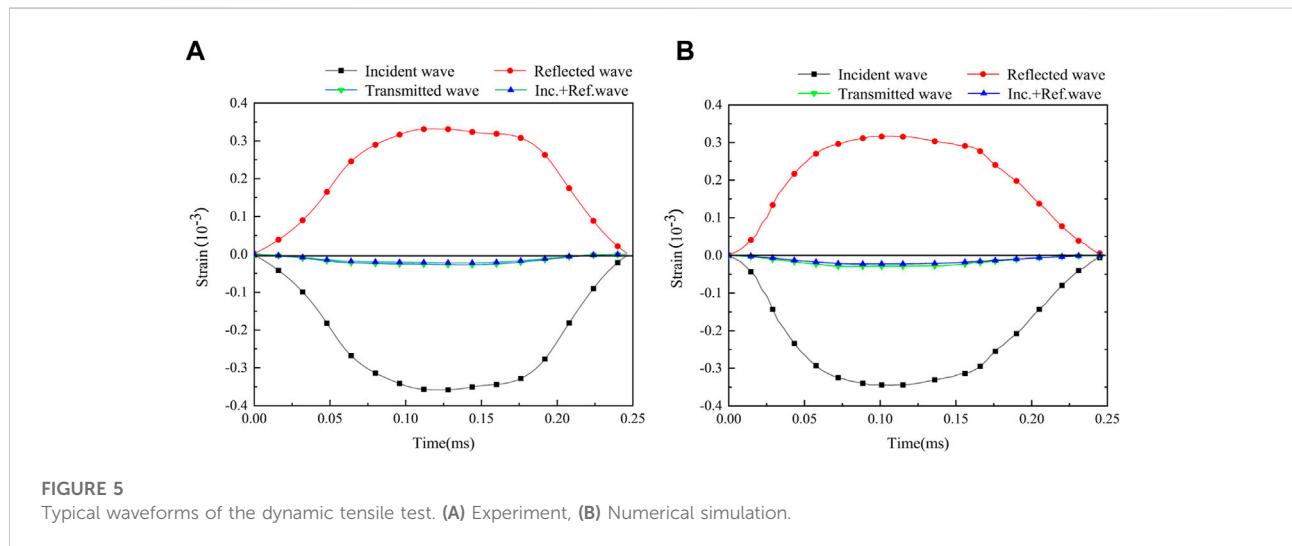 A
Incident wave Reflected wave
Transmitted wave Inc.+Ref.wave
0.4
0.3
0.2
0.1
0.0
-0.1
-0.2
-0.3
-0.4
Strain (10⁻³)
0.00 0.05 0.10 0.15 0.20 0.25
Time(ms)
B
Incident wave Reflected wave
Transmitted wave Inc.+Ref.wave
0.4
0.3
0.2
0.1
0.0
-0.1
-0.2
-0.3
-0.4
Strain (10⁻³)
0.00 0.05 0.10 0.15 0.20 0.25
Time(ms)
FIGURE 5
Typical waveforms of the dynamic tensile test. (A) Experiment, (B) Numerical simulation.